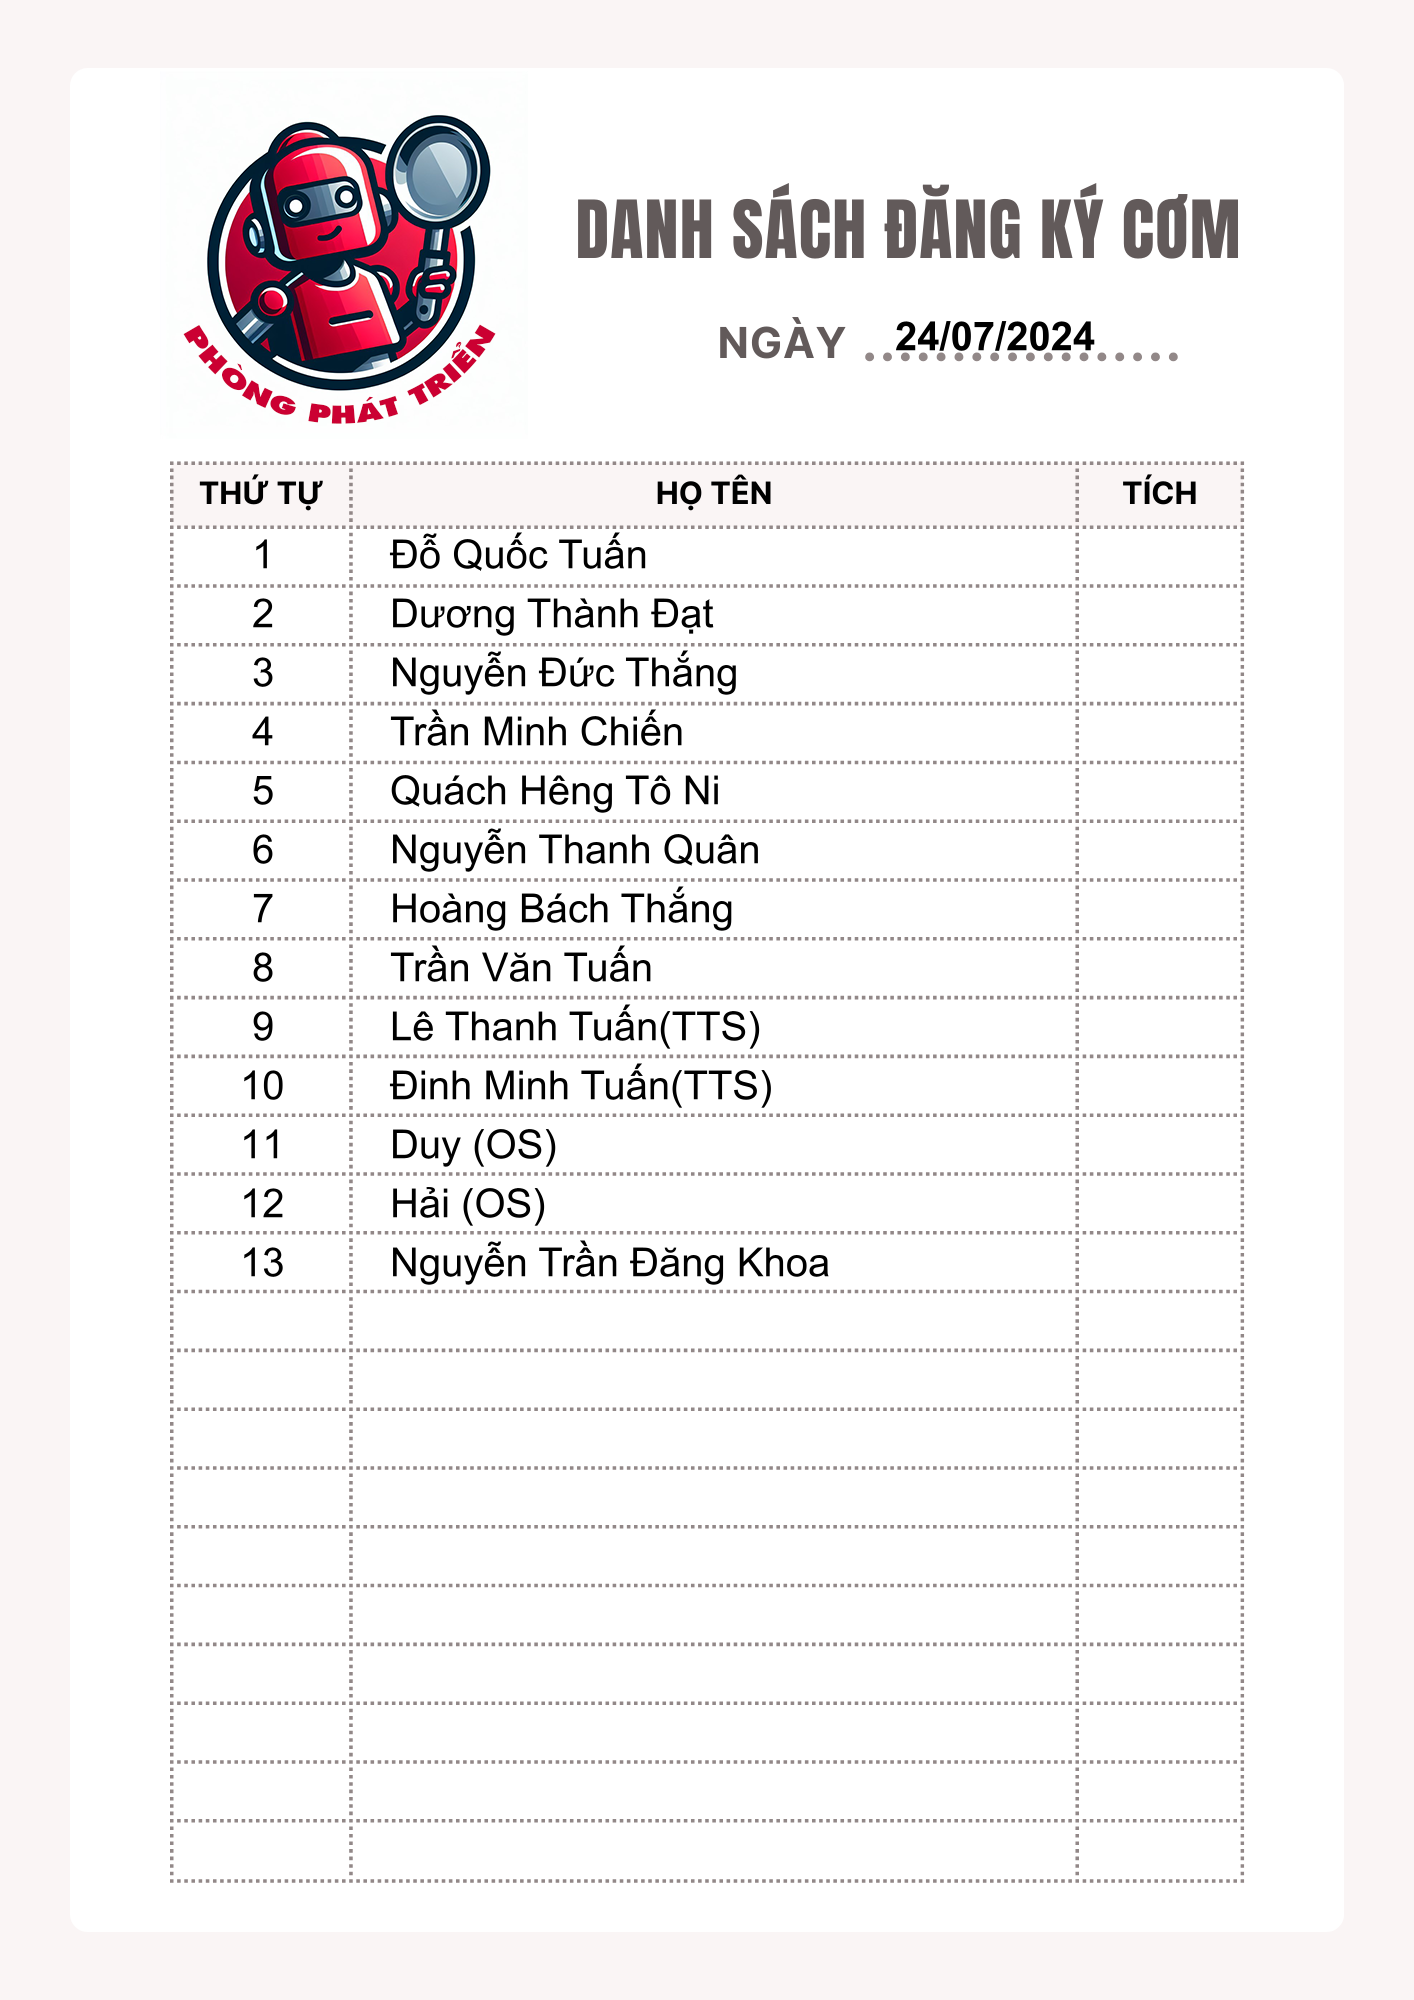 DANH SÁCH ĐĂNG KÝ CƠM
NGÀY 24/07/2024
PHÒNG PHÁT TRIỂN
THỨ TỰ HỌ TÊN TÍCH
1 Đỗ Quốc Tuấn
2 Dương Thành Đạt
3 Nguyễn Đức Thắng
4 Trần Minh Chiến
5 Quách Hêng Tô Ni
6 Nguyễn Thanh Quân
7 Hoàng Bách Thắng
8 Trần Văn Tuấn
9 Lê Thanh Tuấn(TTS)
10 Đinh Minh Tuấn(TTS)
11 Duy (OS)
12 Hải (OS)
13 Nguyễn Trần Đăng Khoa